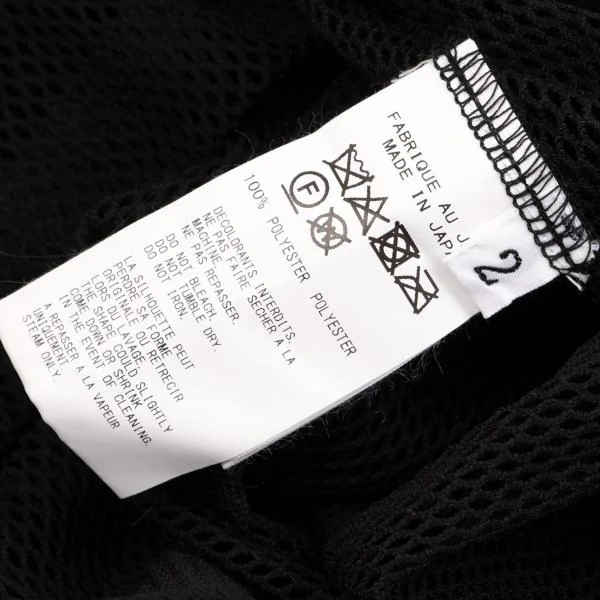 FABRIQUE AU J
MADE IN JAP
2
F
W
100% POLYESTER POLYESTER
DECOLORANTS INTERDITS.
NE PAS FAIRE SECHER A LA
MACHINE.
NE PAS REPASSER.
DO NOT BLEACH.
DO NOT TUMBLE DRY.
DO NOT IRON.
LA SILHOUETTE PEUT
PERDRE SA FORME
ORIGINALE OU RETRECIR
LORS DU LAVAGE.
THE SHAPE COULD SLIGHTLY
COME DOWN OR SHRINK
IN THE EVENT OF CLEANING.
A REPASSER A LA VAPEUR
UNIQUEMENT.
STEAM ONLY.